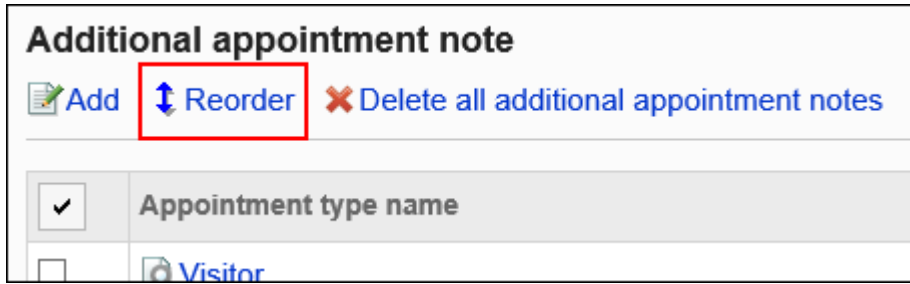 Additional appointment note
Add Reorder Delete all additional appointment notes
Appointment type name
Visitor